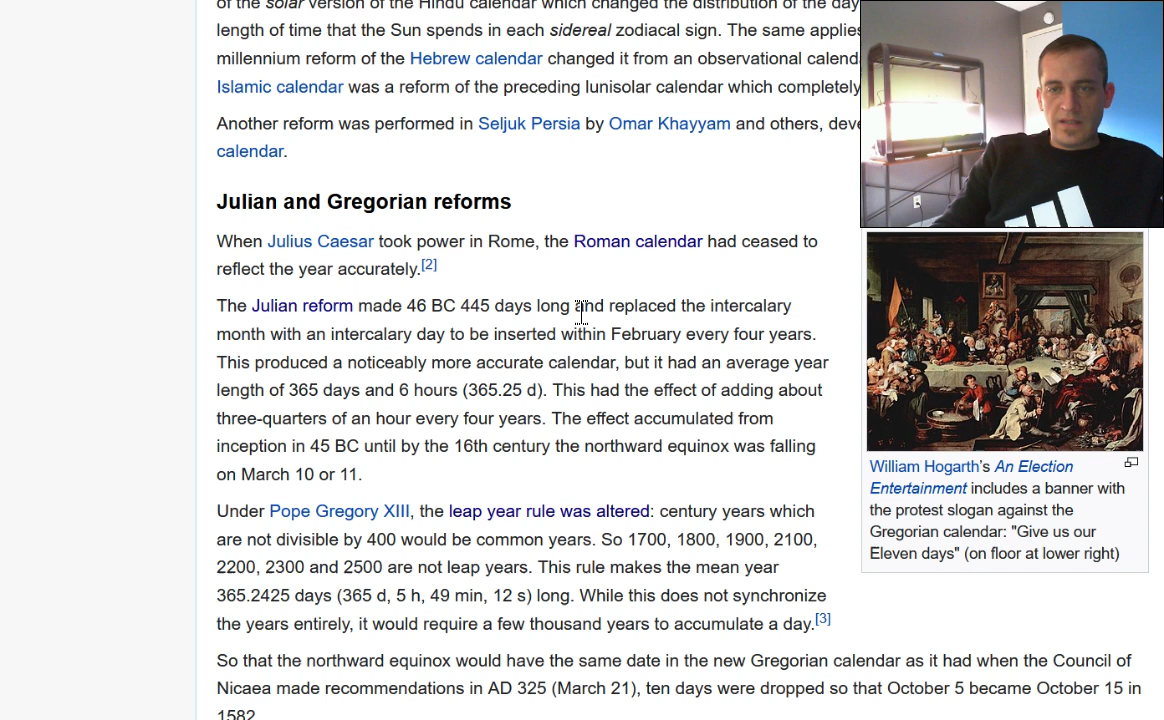 of the solar version of the Hindu calendar which changed the distribution of the day
length of time that the Sun spends in each sidereal zodiacal sign. The same applies
millennium reform of the Hebrew calendar changed it from an observational calend
Islamic calendar was a reform of the preceding lunisolar calendar which completely
Another reform was performed in Seljuk Persia by Omar Khayyam and others, deve
calendar.
Julian and Gregorian reforms
When Julius Caesar took power in Rome, the Roman calendar had ceased to
reflect the year accurately.[2]
The Julian reform made 46 BC 445 days long and replaced the intercalary
month with an intercalary day to be inserted within February every four years.
This produced a noticeably more accurate calendar, but it had an average year
length of 365 days and 6 hours (365.25 d). This had the effect of adding about
three-quarters of an hour every four years. The effect accumulated from
inception in 45 BC until by the 16th century the northward equinox was falling
on March 10 or 11.
Under Pope Gregory XIII, the leap year rule was altered: century years which
are not divisible by 400 would be common years. So 1700, 1800, 1900, 2100,
2200, 2300 and 2500 are not leap years. This rule makes the mean year
365.2425 days (365 d, 5 h, 49 min, 12 s) long. While this does not synchronize
the years entirely, it would require a few thousand years to accumulate a day.[3]
William Hogarth's An Election
Entertainment includes a banner with
the protest slogan against the
Gregorian calendar: "Give us our
Eleven days" (on floor at lower right)
So that the northward equinox would have the same date in the new Gregorian calendar as it had when the Council of
Nicaea made recommendations in AD 325 (March 21), ten days were dropped so that October 5 became October 15 in
1582